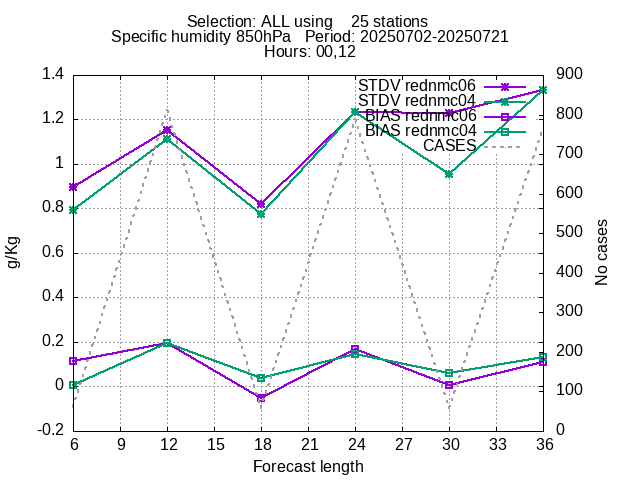 Selection: ALL using    25 stations
Specific humidity 850hPa   Period: 20250702-20250721
Hours: 00,12
1.4
1.2
1
0.8
0.6
0.4
0.2
0
-0.2
g/Kg
STDV rednmc06
STDV rednmc04
BIAS rednmc06
BIAS rednmc04
CASES
900
800
700
600
500
400
300
200
100
0
No cases
6 9 12 15 18 21 24 27 30 33 36
Forecast length